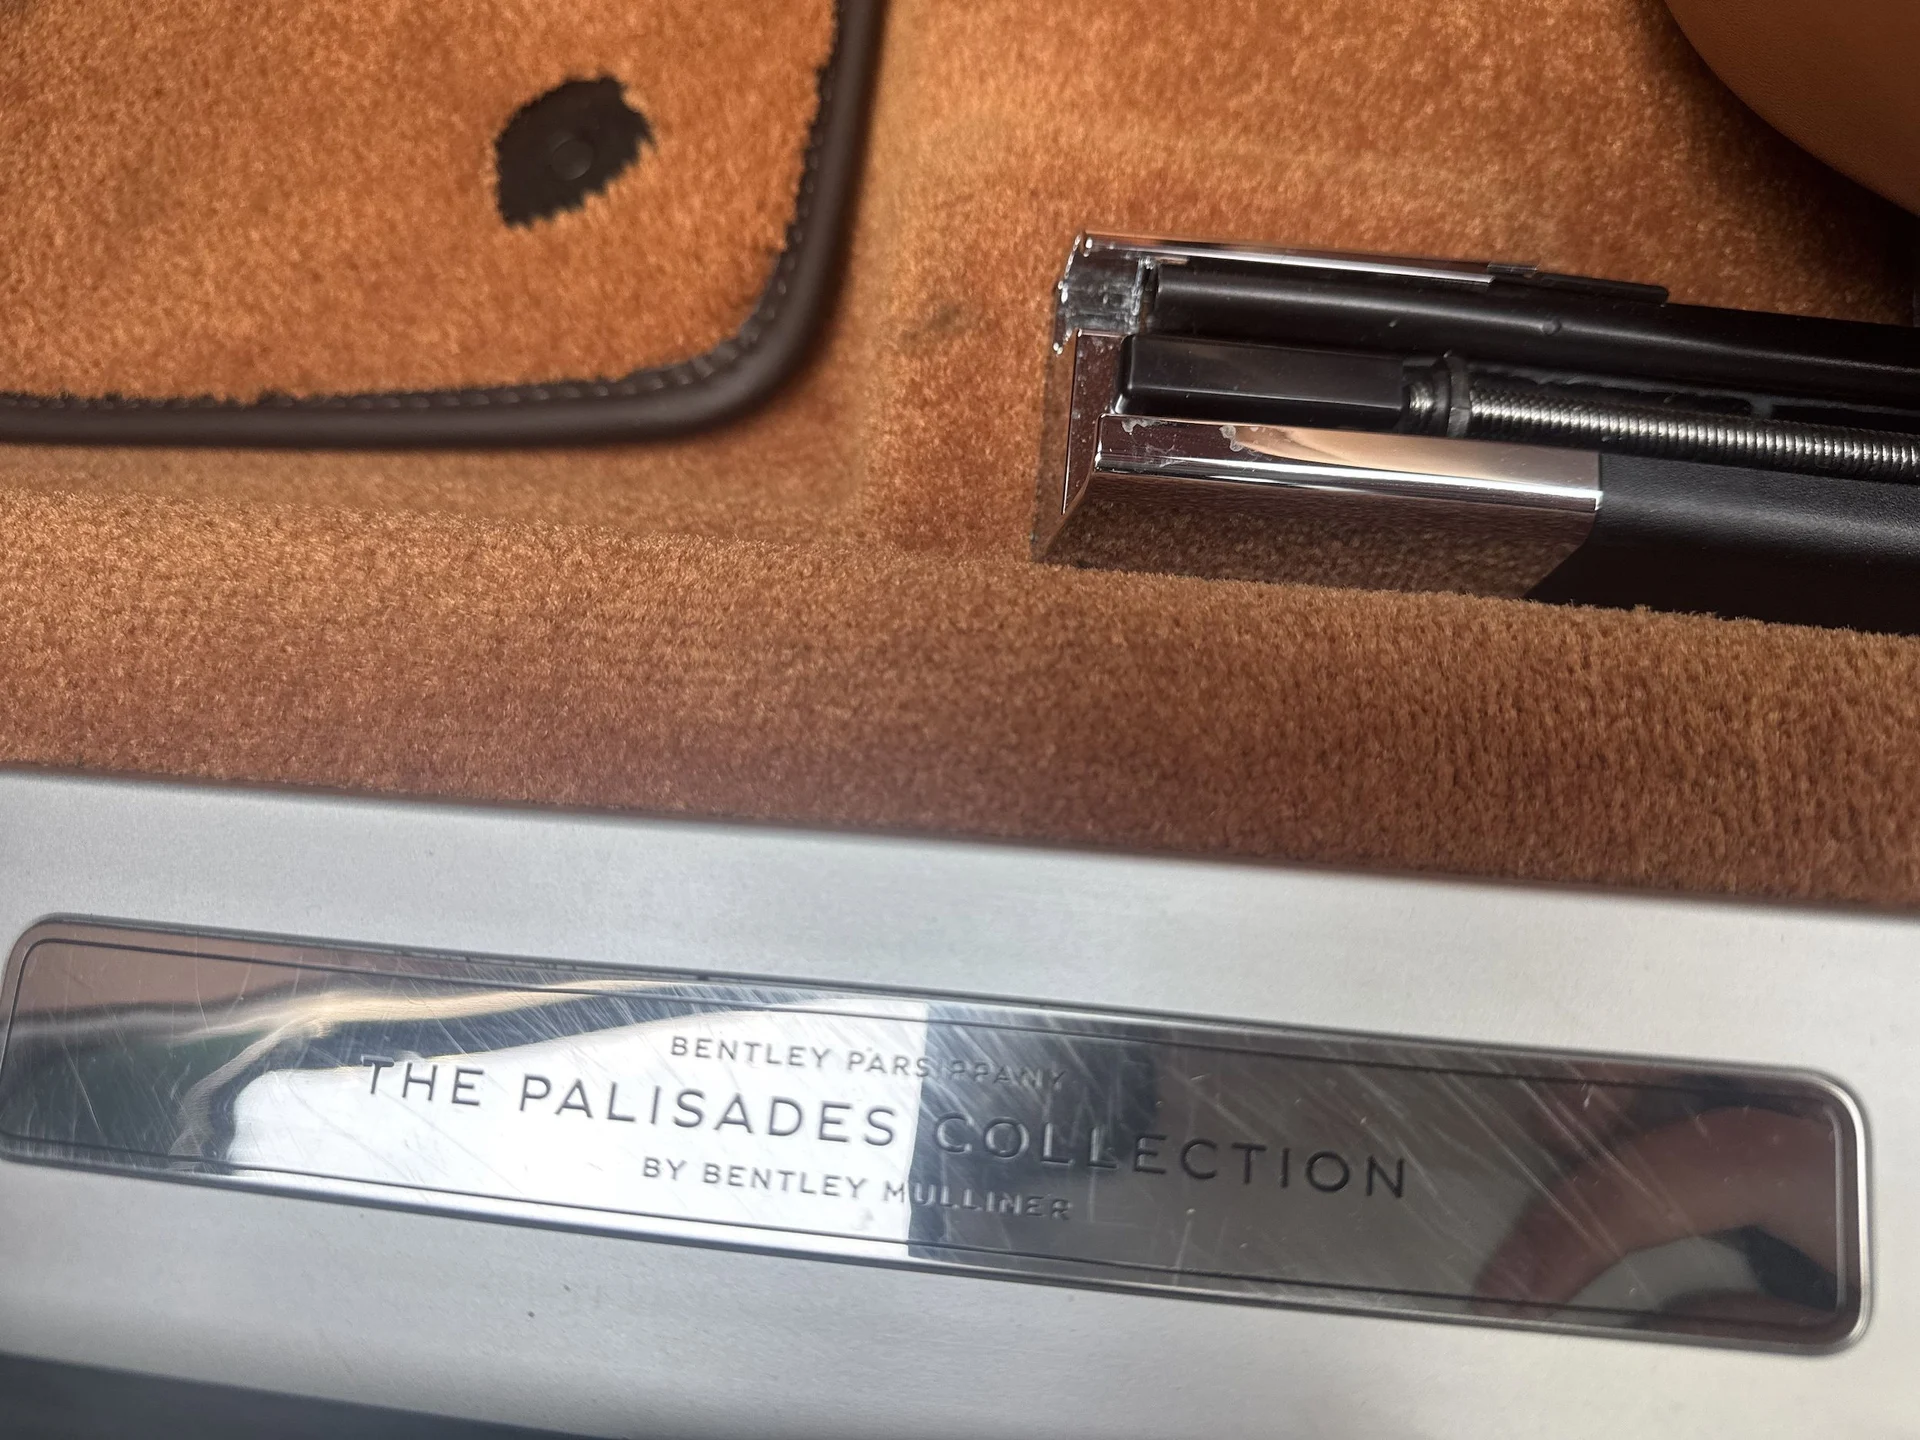 BENTLEY PARSIPPANY
THE PALISADES COLLECTION
BY BENTLEY MULLINER